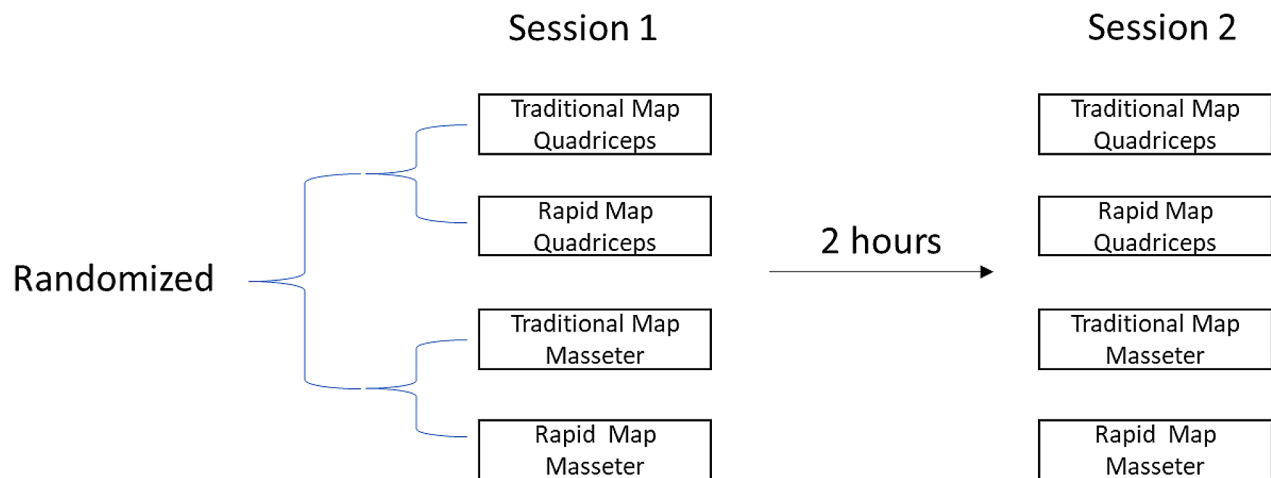 Session 1
Session 2
Traditional Map
Quadriceps
Traditional Map
Quadriceps
Rapid Map
Quadriceps
2 hours
Rapid Map
Quadriceps
Randomized
Traditional Map
Masseter
Traditional Map
Masseter
Rapid  Map
Masseter
Rapid  Map
Masseter